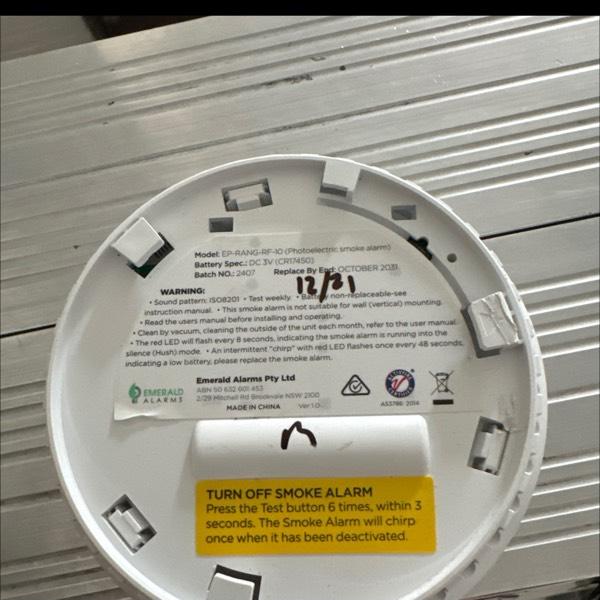 Model: EP-RANG-RF-10 (Photoelectric smoke alarm)
Battery Spec.: DC 3V (CR17450)
Batch NO.: 2407 Replace By End: OCTOBER 2031
12/21
WARNING:
• Sound pattern: ISO8201 • Test weekly. • Battery non-replaceable-see
instruction manual. • This smoke alarm is not suitable for wall (vertical) mounting.
• Read the users manual before installing and operating.
• Clean by vacuum, cleaning the outside of the unit each month, refer to the user manual.
• The red LED will flash every 8 seconds, indicating the smoke alarm is running into the
silence (Hush) mode. • An intermittent "chirp" with red LED flashes once every 48 seconds,
indicating a low battery, please replace the smoke alarm.
EMERALD
ALARMS
Emerald Alarms Pty Ltd
ABN 50 632 601 453
2/29 Mitchell Rd Brookvale NSW 2100
MADE IN CHINA Ver:1.0
AS3786: 2014
TURN OFF SMOKE ALARM
Press the Test button 6 times, within 3
seconds. The Smoke Alarm will chirp
once when it has been deactivated.